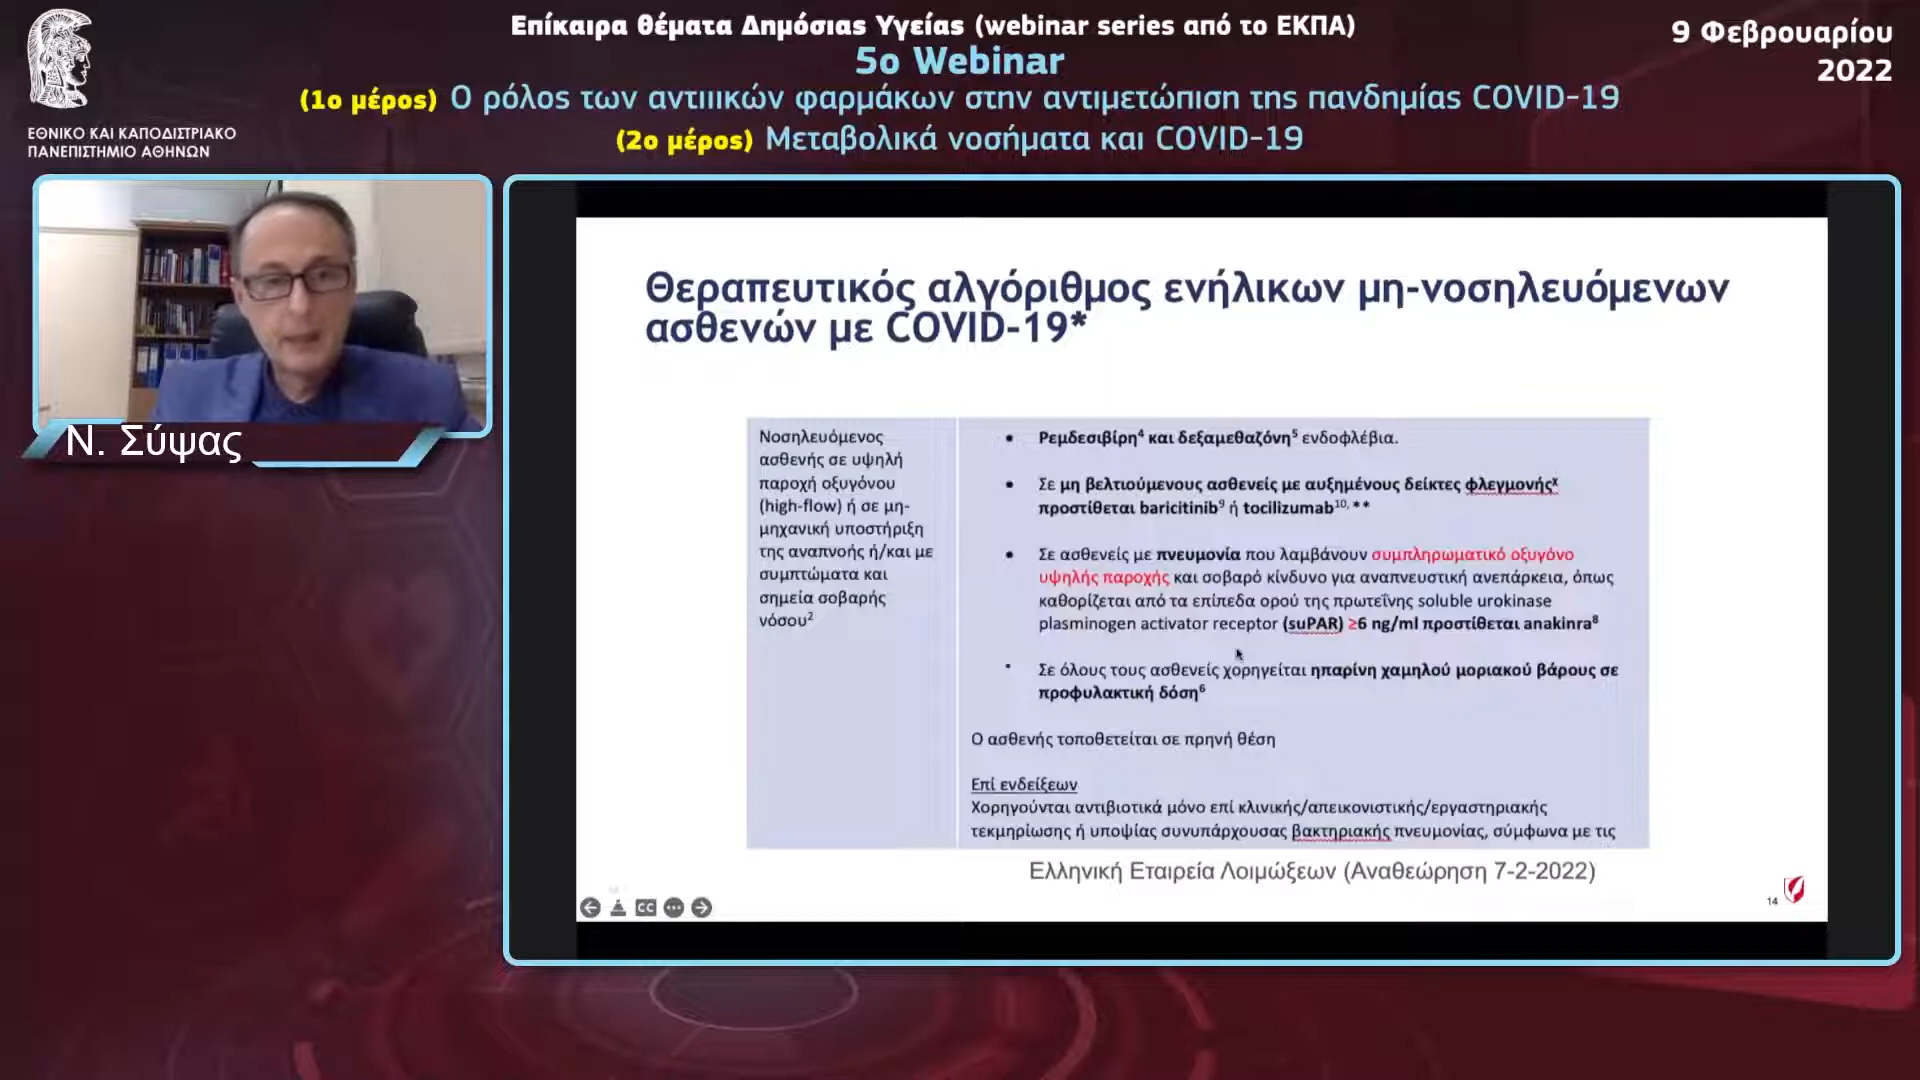 Επίκαιρα θέματα Δημόσιας Υγείας (webinar series από το ΕΚΠΑ)
5ο Webinar
(1ο μέρος) Ο ρόλος των αντιιικών φαρμάκων στην αντιμετώπιση της πανδημίας COVID-19
(2ο μέρος) Μεταβολικά νοσήματα και COVID-19
9 Φεβρουαρίου
2022
ΕΘΝΙΚΟ ΚΑΙ ΚΑΠΟΔΙΣΤΡΙΑΚΟ
ΠΑΝΕΠΙΣΤΗΜΙΟ ΑΘΗΝΩΝ
Ν. Σύψας
Θεραπευτικός αλγόριθμος ενήλικων μη-νοσηλευόμενων
ασθενών με COVID-19*
Νοσηλευόμενος
ασθενής σε υψηλή
παροχή οξυγόνου
(high-flow) ή σε μη-
μηχανική υποστήριξη
της αναπνοής ή/και με
συμπτώματα και
σημεία σοβαρής
νόσου²
• Ρεμδεσιβίρη⁴ και δεξαμεθαζόνη⁵ ενδοφλέβια.
• Σε μη βελτιούμενους ασθενείς με αυξημένους δείκτες φλεγμονήςˣ
προστίθεται baricitinib⁹ ή tocilizumab¹⁰, **
• Σε ασθενείς με πνευμονία που λαμβάνουν συμπληρωματικό οξυγόνο
υψηλής παροχής και σοβαρό κίνδυνο για αναπνευστική ανεπάρκεια, όπως
καθορίζεται από τα επίπεδα ορού της πρωτεΐνης soluble urokinase
plasminogen activator receptor (suPAR) ≥6 ng/ml προστίθεται anakinra⁸
• Σε όλους τους ασθενείς χορηγείται ηπαρίνη χαμηλού μοριακού βάρους σε
προφυλακτική δόση⁶
Ο ασθενής τοποθετείται σε πρηνή θέση
Επί ενδείξεων
Χορηγούνται αντιβιοτικά μόνο επί κλινικής/απεικονιστικής/εργαστηριακής
τεκμηρίωσης ή υποψίας συνυπάρχουσας βακτηριακής πνευμονίας, σύμφωνα με τις
Ελληνική Εταιρεία Λοιμώξεων (Αναθεώρηση 7-2-2022)
CC
14